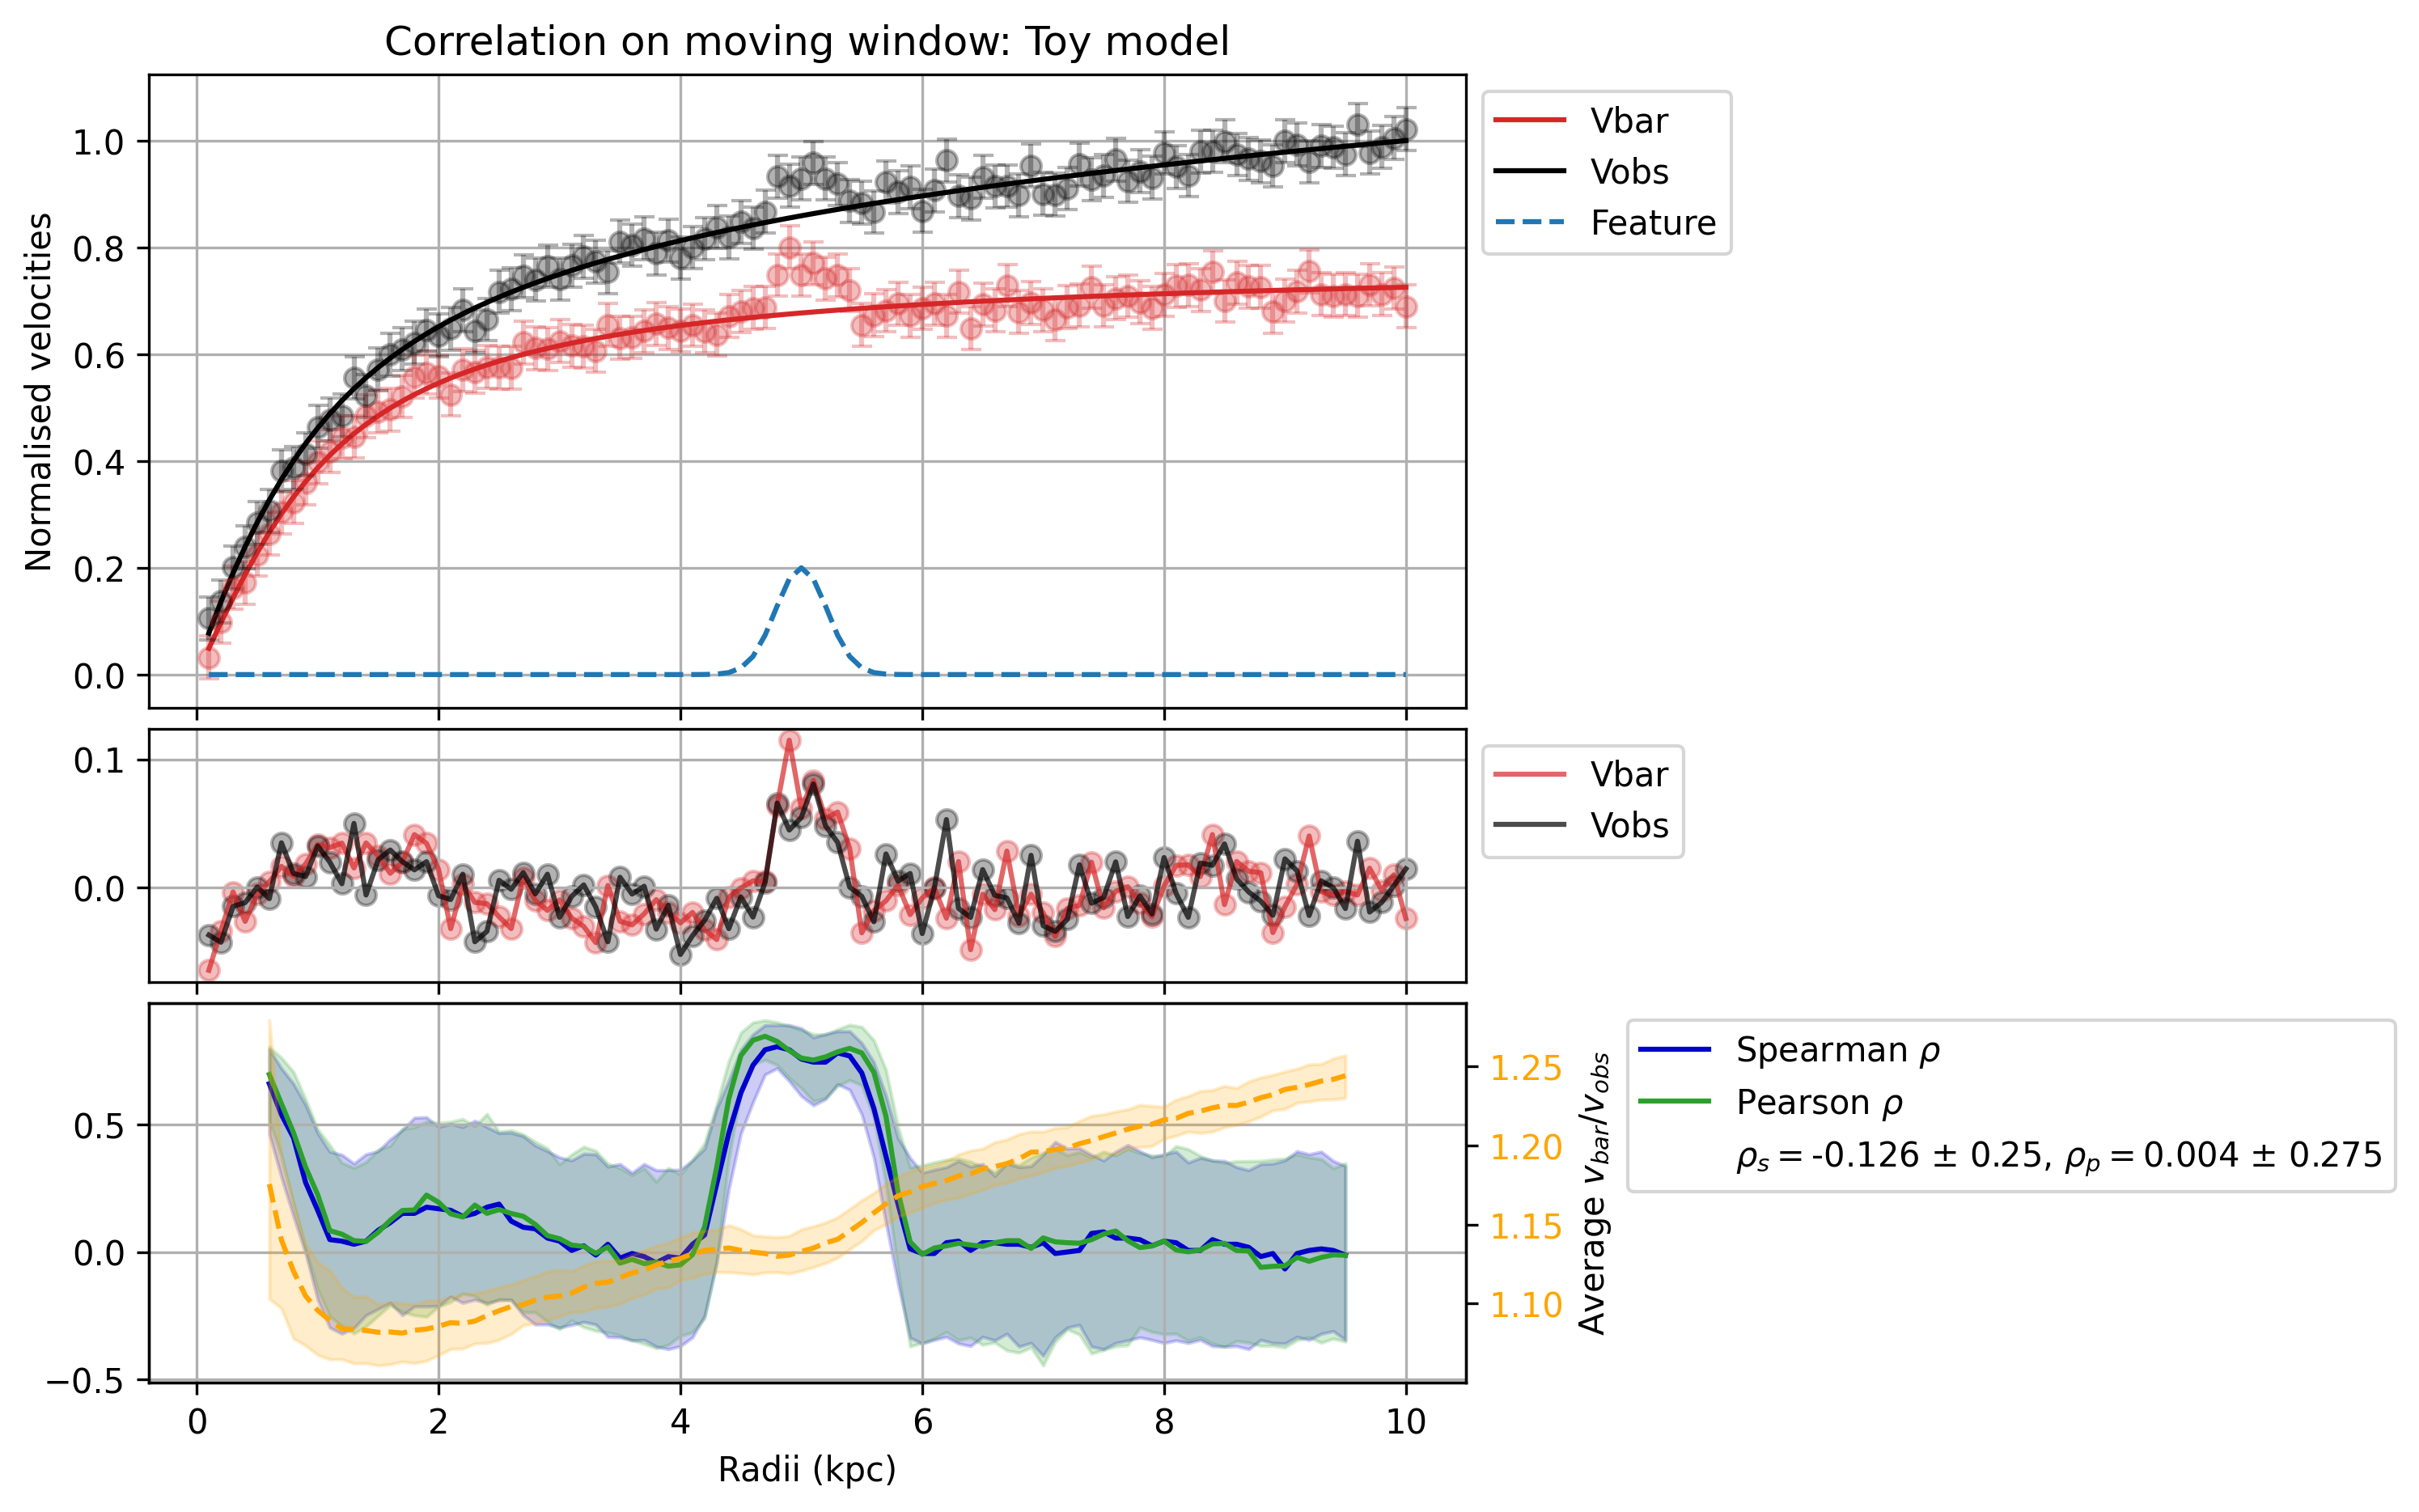 Correlation on moving window: Toy model
Normalised velocities
1.0
0.8
0.6
0.4
0.2
0.0
Vbar
Vobs
Feature
0.1
0.0
Vbar
Vobs
0.5
0.0
−0.5
1.25
1.20
1.15
1.10
Average v_bar/v_obs
Spearman ρ
Pearson ρ
ρ_s = -0.126 ± 0.25, ρ_p = 0.004 ± 0.275
0 2 4 6 8 10
Radii (kpc)